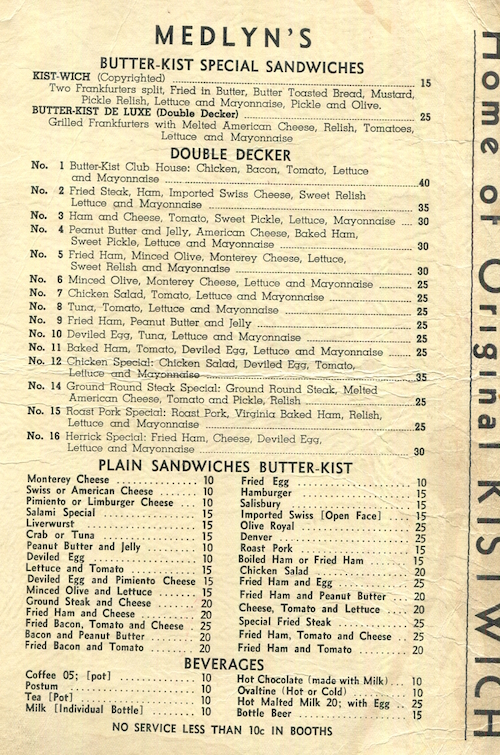 MEDLYN'S
BUTTER-KIST SPECIAL SANDWICHES
KIST-WICH (Copyrighted) 15
Two Frankfurters split, Fried in Butter, Butter Toasted Bread, Mustard,
Pickle Relish, Lettuce and Mayonnaise, Pickle and Olive.
BUTTER-KIST DE LUXE (Double Decker) 25
Grilled Frankfurters with Melted American Cheese, Relish, Tomatoes,
Lettuce and Mayonnaise
DOUBLE DECKER
No. 1 Butter-Kist Club House: Chicken, Bacon, Tomato, Lettuce
and Mayonnaise 40
No. 2 Fried Steak, Ham, Imported Swiss Cheese, Sweet Relish
Lettuce and Mayonnaise 35
No. 3 Ham and Cheese, Tomato, Sweet Pickle, Lettuce, Mayonnaise 30
No. 4 Peanut Butter and Jelly, American Cheese, Baked Ham,
Sweet Pickle, Lettuce and Mayonnaise 30
No. 5 Fried Ham, Minced Olive, Monterey Cheese, Lettuce,
Sweet Relish and Mayonnaise 30
No. 6 Minced Olive, Monterey Cheese, Lettuce and Mayonnaise 25
No. 7 Chicken Salad, Tomato, Lettuce and Mayonnaise 25
No. 8 Tuna, Tomato, Lettuce and Mayonnaise 25
No. 9 Fried Ham, Peanut Butter and Jelly 25
No. 10 Deviled Egg, Tuna, Lettuce and Mayonnaise 25
No. 11 Baked Ham, Tomato, Deviled Egg, Lettuce and Mayonnaise 25
No. 12 Chicken Special: Chicken Salad, Deviled Egg, Tomato,
Lettuce and Mayonnaise 35
No. 14 Ground Round Steak Special: Ground Round Steak, Melted
American Cheese, Tomato and Pickle, Relish 25
No. 15 Roast Pork Special: Roast Pork, Virginia Baked Ham, Relish,
Lettuce and Mayonnaise 25
No. 16 Herrick Special: Fried Ham, Cheese, Deviled Egg,
Lettuce and Mayonnaise 30
PLAIN SANDWICHES BUTTER-KIST
Monterey Cheese 10
Swiss or American Cheese 10
Pimiento or Limburger Cheese 10
Salami Special 15
Liverwurst 15
Crab or Tuna 15
Peanut Butter and Jelly 10
Deviled Egg 10
Lettuce and Tomato 15
Deviled Egg and Pimiento Cheese 15
Minced Olive and Lettuce 15
Ground Steak and Cheese 20
Fried Ham and Cheese 20
Fried Bacon, Tomato and Cheese 25
Bacon and Peanut Butter 20
Fried Bacon and Tomato 20
Fried Egg 10
Hamburger 15
Salisbury 15
Imported Swiss [Open Face] 15
Olive Royal 25
Denver 25
Roast Pork 15
Boiled Ham or Fried Ham 15
Chicken Salad 20
Fried Ham and Egg 25
Fried Ham and Peanut Butter 20
Cheese, Tomato and Lettuce 20
Special Fried Steak 25
Fried Ham, Tomato and Cheese 25
Fried Ham and Tomato 20
BEVERAGES
Coffee 05; [pot] 10
Postum 10
Tea [Pot] 10
Milk [Individual Bottle] 10
Hot Chocolate (made with Milk) 10
Ovaltine (Hot or Cold) 10
Hot Malted Milk 20; with Egg 25
Bottle Beer 15
NO SERVICE LESS THAN 10c IN BOOTHS
Home of Original KISTWICH